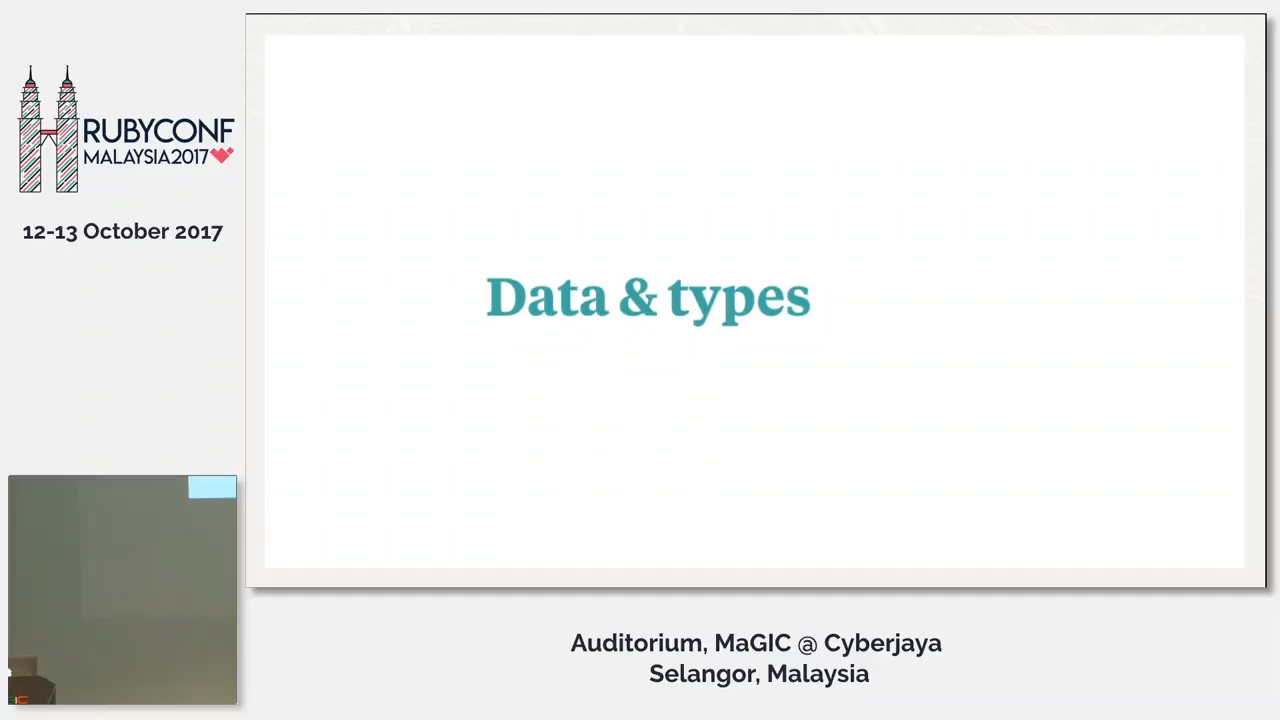 RUBYCONF
MALAYSIA2017
12-13 October 2017
Data & types
Auditorium, MaGIC @ Cyberjaya
Selangor, Malaysia